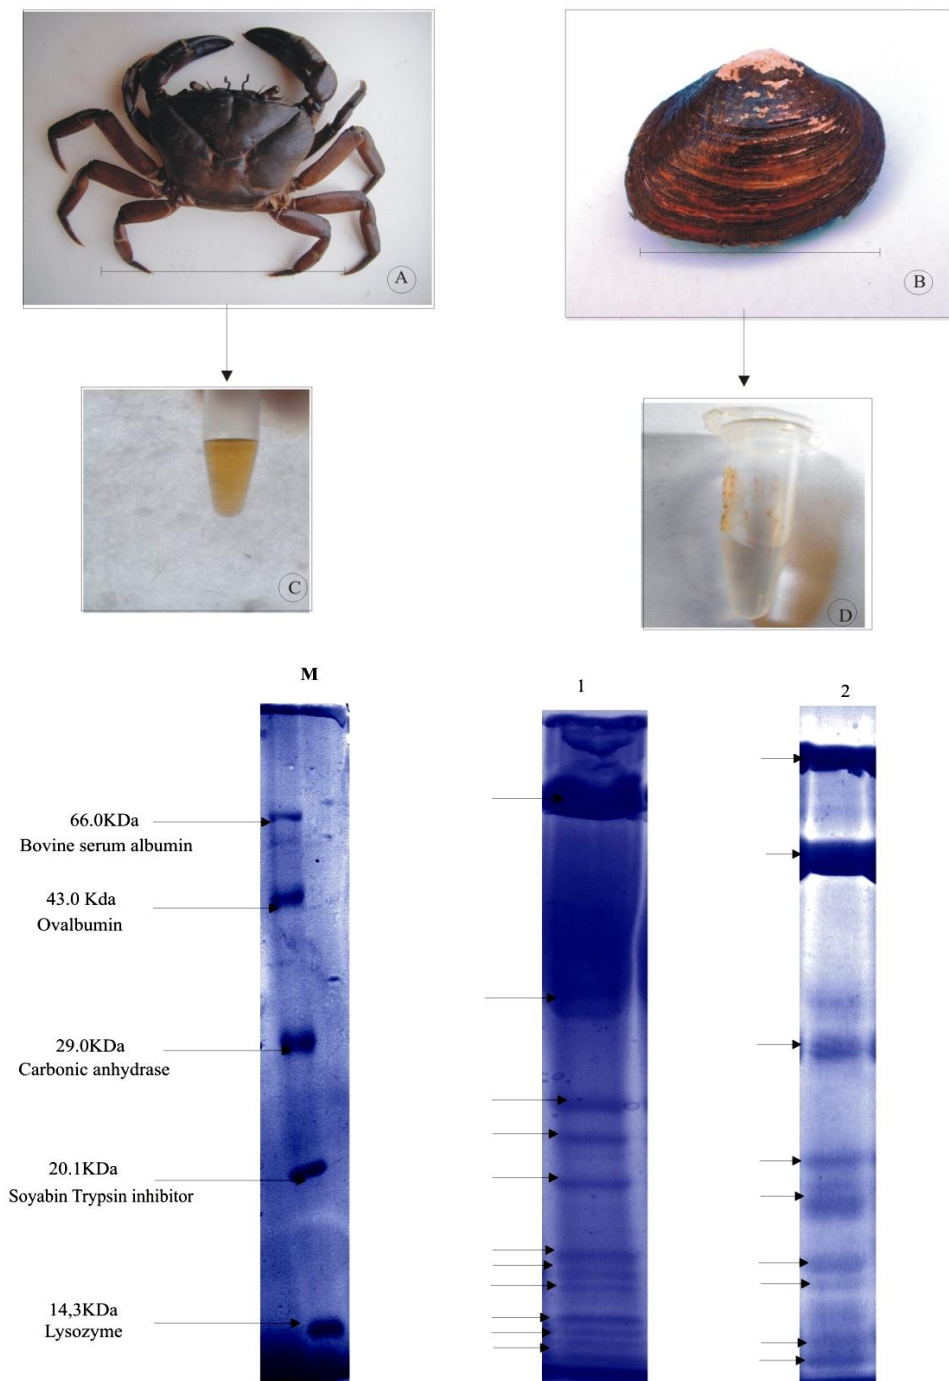 A
B
C
D
M
1
2
66.0KDa
Bovine serum albumin
43.0 Kda
Ovalbumin
29.0KDa
Carbonic anhydrase
20.1KDa
Soyabin Trypsin inhibitor
14,3KDa
Lysozyme